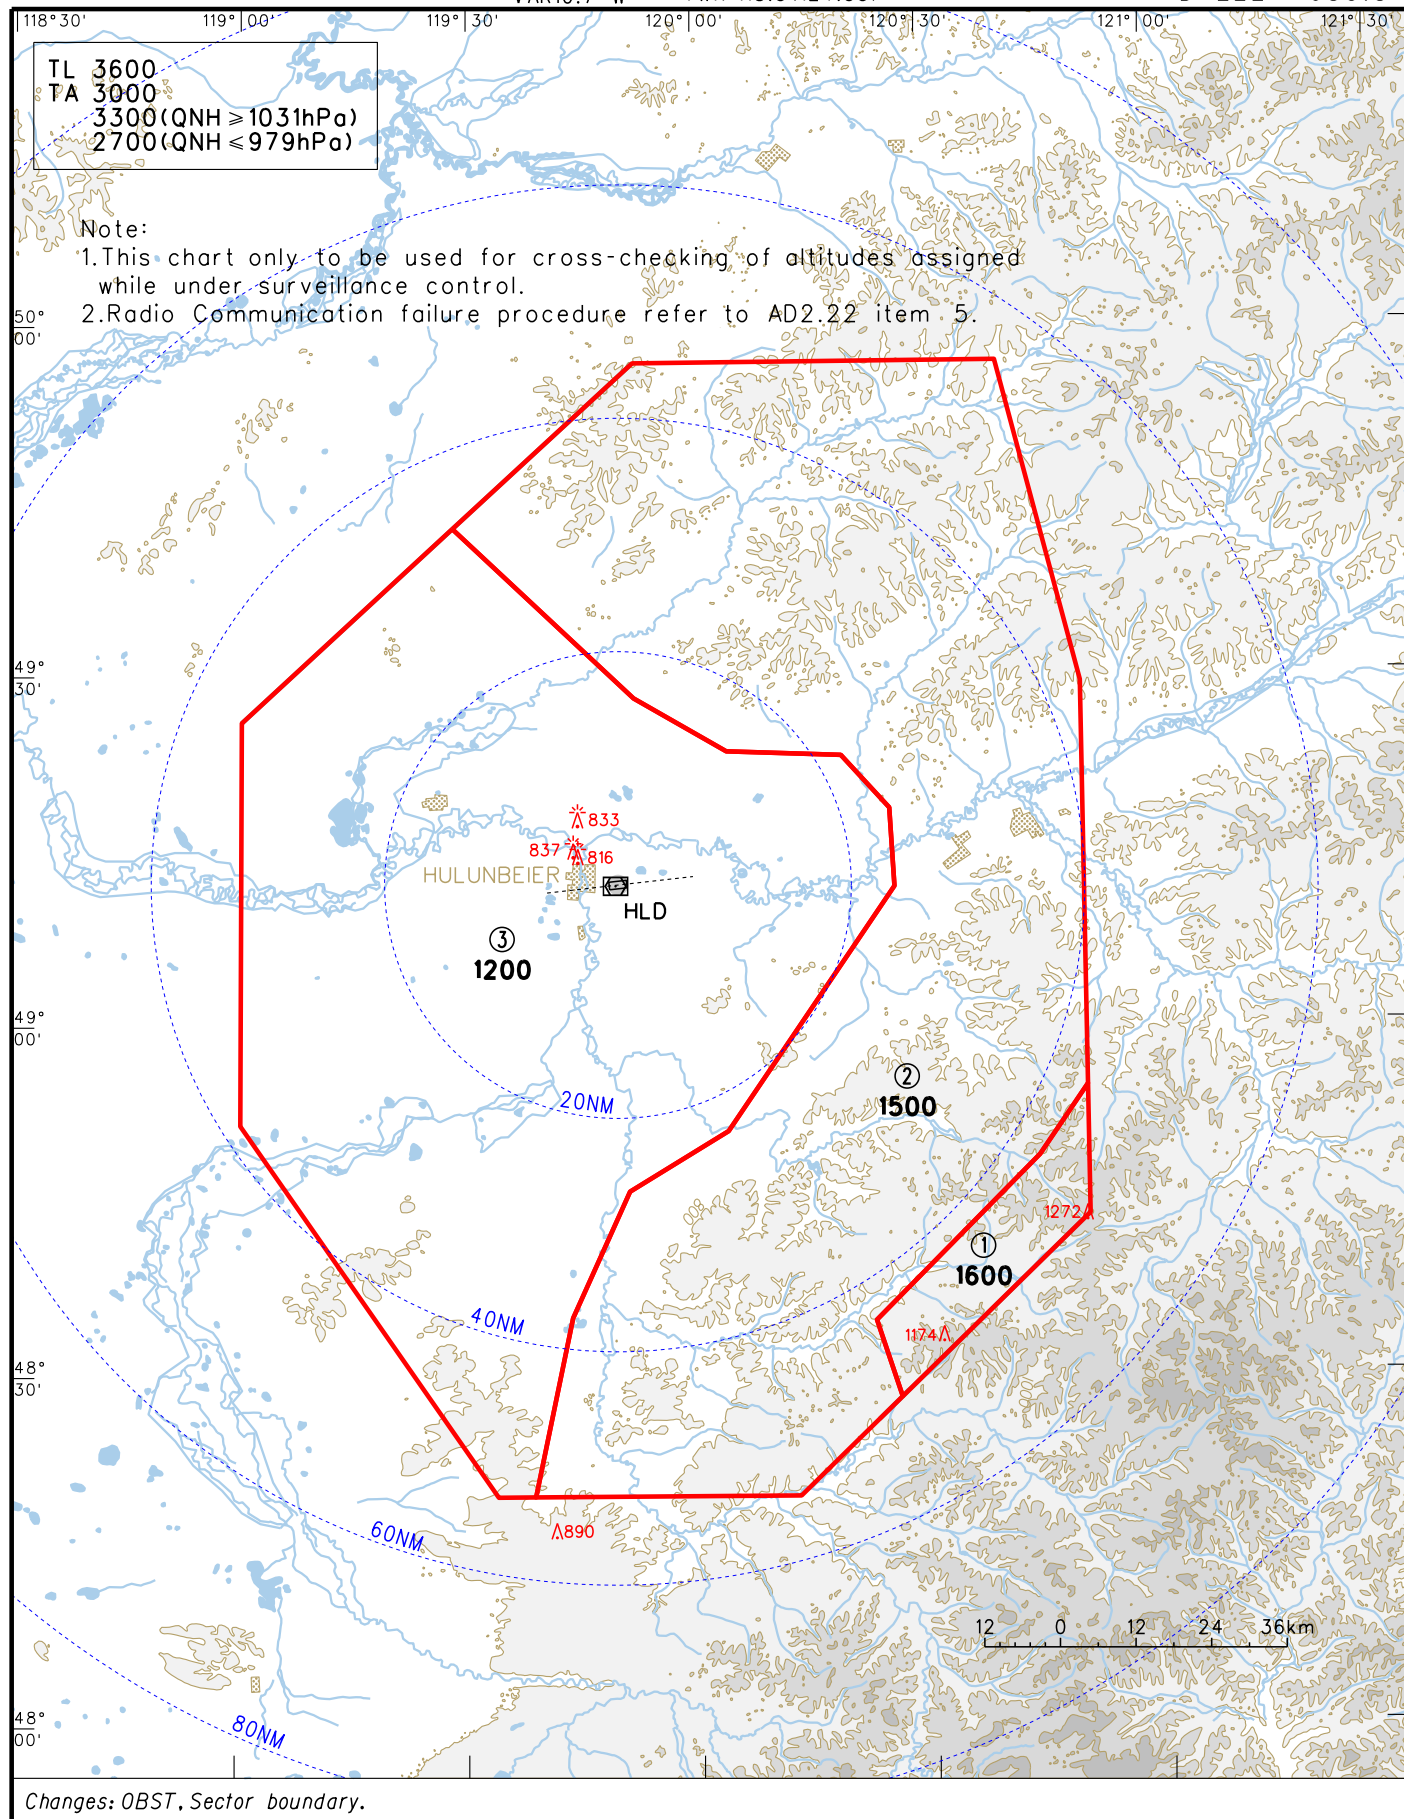 118°30′ 119°00′ 119°30′ 120°00′ 120°30′ 121°00′ 121°30′
TL 3600
TA 3000
3300(QNH≥1031hPa)
2700(QNH≤979hPa)
Note:
1.This chart only to be used for cross-checking of altitudes assigned
while under surveillance control.
2.Radio Communication failure procedure refer to AD2.22 item 5.
50°
00′
49°
30′
833
837
816
HULUNBEIER
HLD
③
1200
49°
00′
②
1500
20NM
1272
①
1600
40NM
1174
48°
30′
890
60NM
12 0 12 24 36km
48°
00′
80NM
Changes: OBST, Sector boundary.